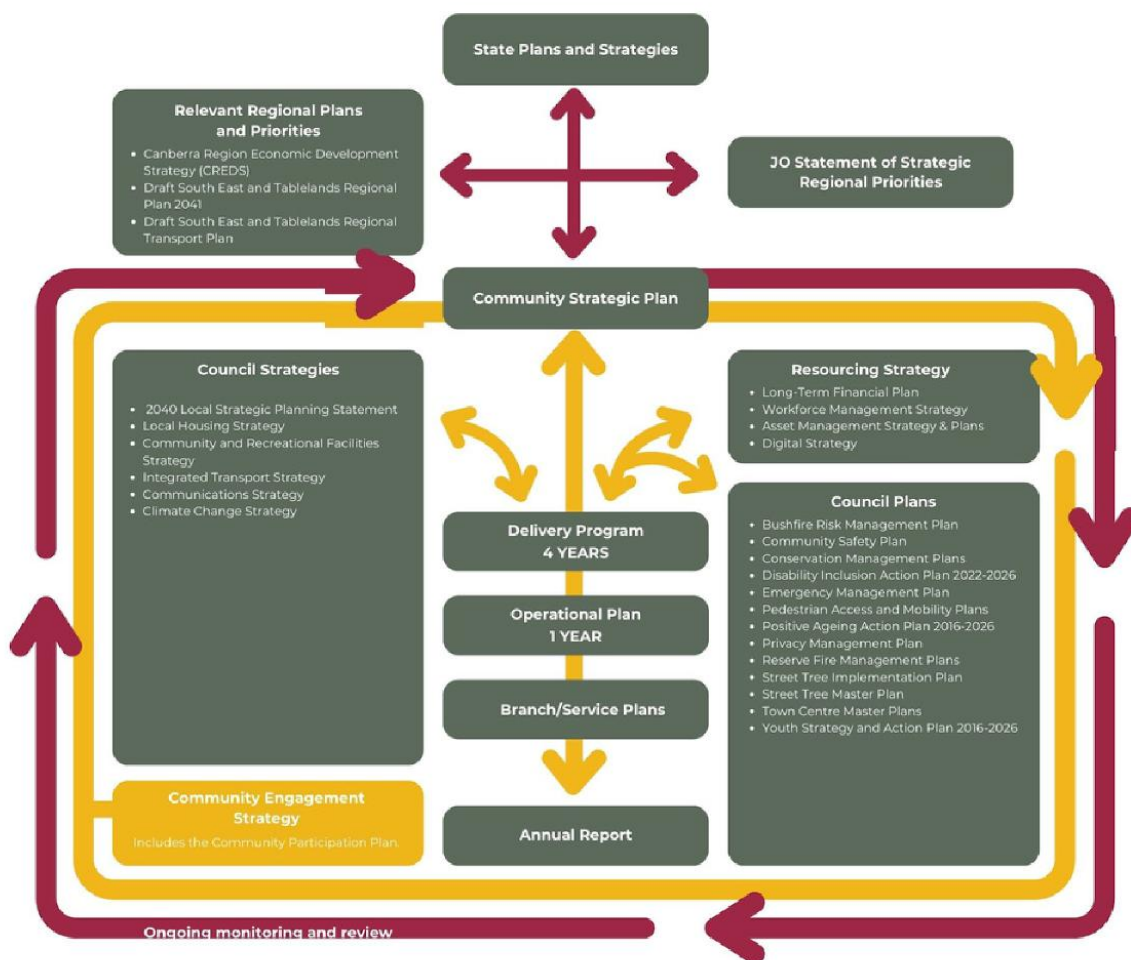 State Plans and Strategies
Relevant Regional Plans
and Priorities
• Canberra Region Economic Development
Strategy (CREDS)
• Draft South East and Tablelands Regional
Plan 2041
• Draft South East and Tablelands Regional
Transport Plan
JO Statement of Strategic
Regional Priorities
Community Strategic Plan
Council Strategies
• 2040 Local Strategic Planning Statement
• Local Housing Strategy
• Community and Recreational Facilities
Strategy
• Integrated Transport Strategy
• Communications Strategy
• Climate Change Strategy
Resourcing Strategy
• Long-Term Financial Plan
• Workforce Management Strategy
• Asset Management Strategy & Plans
• Digital Strategy
Delivery Program
4 YEARS
Operational Plan
1 YEAR
Branch/Service Plans
Annual Report
Council Plans
• Bushfire Risk Management Plan
• Community Safety Plan
• Conservation Management Plans
• Disability Inclusion Action Plan 2022-2026
• Emergency Management Plan
• Pedestrian Access and Mobility Plans
• Positive Ageing Action Plan 2016-2026
• Privacy Management Plan
• Reserve Fire Management Plans
• Street Tree Implementation Plan
• Street Tree Master Plan
• Town Centre Master Plans
• Youth Strategy and Action Plan 2016-2026
Community Engagement
Strategy
Includes the Community Participation Plan.
Ongoing monitoring and review